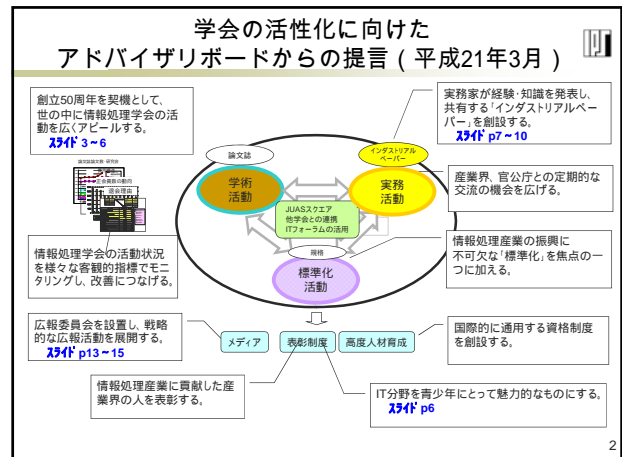 学会の活性化に向けた
アドバイザリボードからの提言(平成21年3月)
創立50周年を契機として、
世の中に情報処理学会の活
動を広くアピールする。
スライド 3~6
実務家が経験・知識を発表し、
共有する「インダストリアルペー
パー」を創設する。
スライド p7~10
論文誌
インダストリアル
ペーパー
学術
活動
実務
活動
産業界、官公庁との定期的な
交流の機会を広げる。
JUASスクエア
他学会との連携
ITフォーラムの活用
正会員数の動向
退会理由
規格
標準化
活動
情報処理学会の活動状況
を様々な客観的指標でモニ
タリングし、改善につなげる。
情報処理産業の振興に
不可欠な「標準化」を焦点の一
つに加える。
広報委員会を設置し、戦略
的な広報活動を展開する。
スライド p13~15
メディア
表彰制度
高度人材育成
国際的に通用する資格制度
を創設する。
情報処理産業に貢献した産
業界の人を表彰する。
IT分野を青少年にとって魅力的なものにする。
スライド p6
2